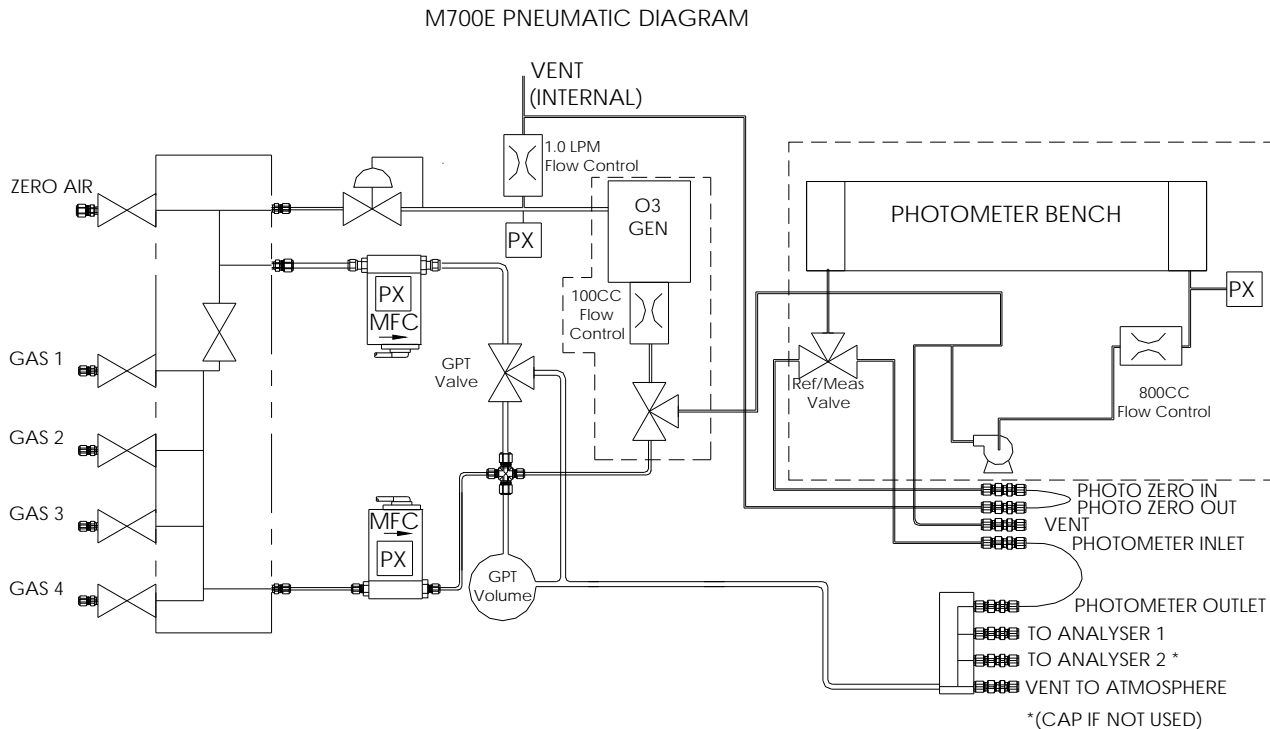 M700E PNEUMATIC DIAGRAM
VENT
(INTERNAL)
1.0 LPM
Flow Control
ZERO AIR
O3
GEN
PHOTOMETER BENCH
PX
PX
PX
MFC
100CC
Flow
Control
GAS 1
GPT
Valve
Ref/Meas
Valve
800CC
Flow Control
GAS 2
GAS 3
MFC
PX
GAS 4
GPT
Volume
PHOTO ZERO IN
PHOTO ZERO OUT
VENT
PHOTOMETER INLET
PHOTOMETER OUTLET
TO ANALYSER 1
TO ANALYSER 2 *
VENT TO ATMOSPHERE
*(CAP IF NOT USED)